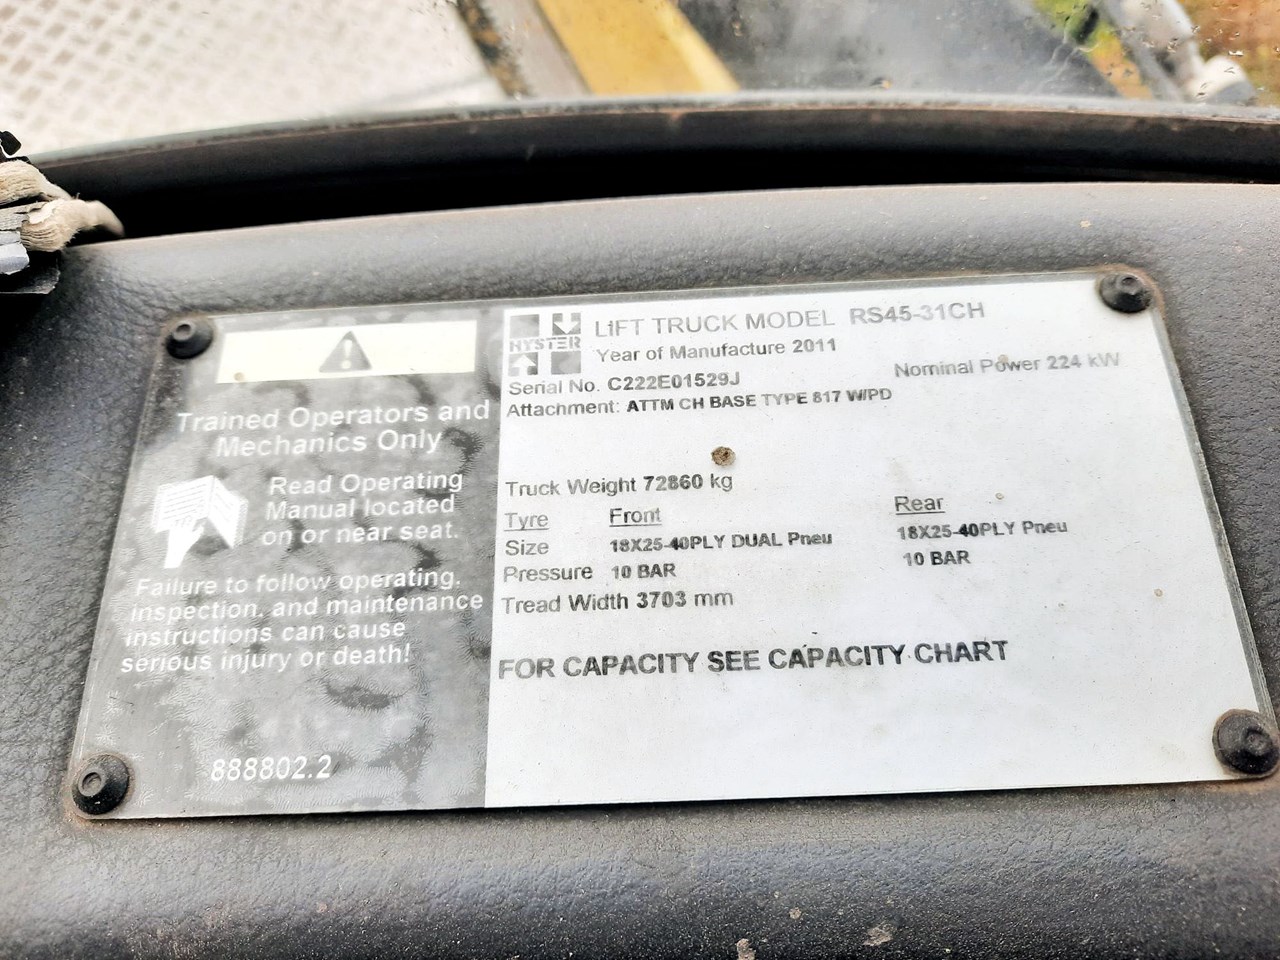 Trained Operators and
Mechanics Only
Read Operating
Manual located
on or near seat.
Failure to follow operating,
inspection, and maintenance
instructions can cause
serious injury or death!
888802.2
HYSTER
LIFT TRUCK MODEL RS45-31CH
Year of Manufacture 2011
Serial No. C222E01529J
Nominal Power 224 kW
Attachment: ATTM CH BASE TYPE 817 W/PD
Truck Weight 72860 kg
Tyre Front Rear
Size 18X25-40PLY DUAL Pneu 18X25-40PLY Pneu
Pressure 10 BAR 10 BAR
Tread Width 3703 mm
FOR CAPACITY SEE CAPACITY CHART